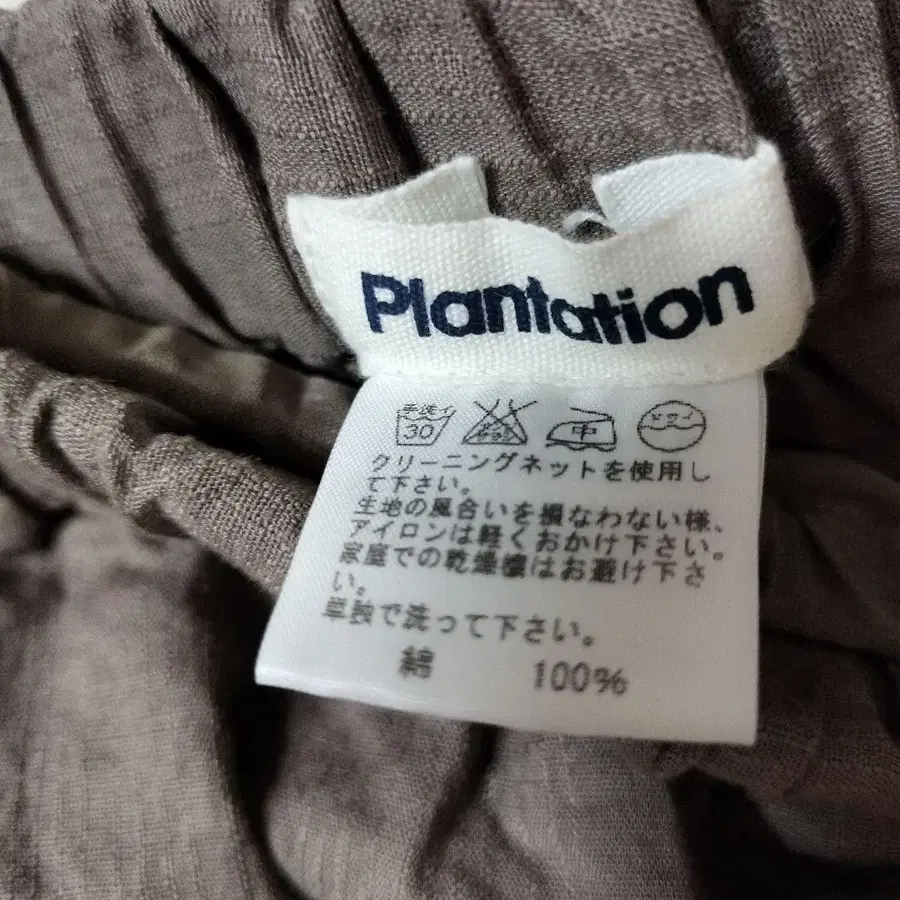 Plantation
手洗イ 30 中 ドライ
クリーニングネットを使用し
て下さい。
生地の風合いを損なわない様、
アイロンは軽くおかけ下さい。
家庭での乾燥機はお避け下さ
い。
単独で洗って下さい。
綿 100%